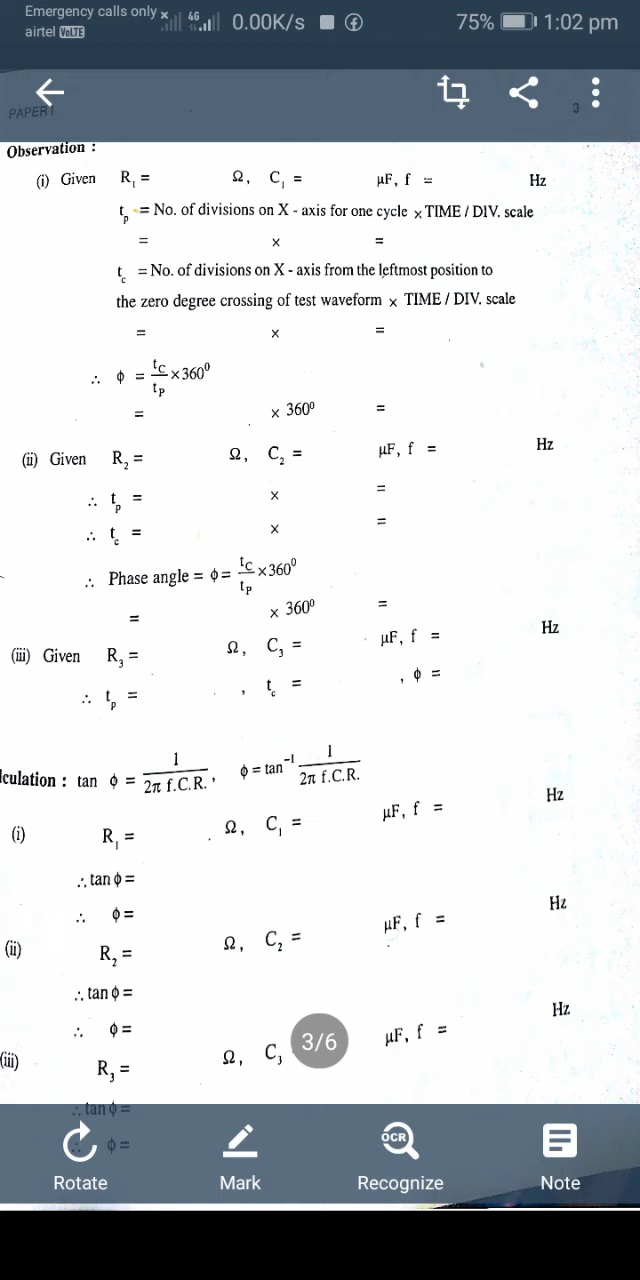 Emergency calls only
airtel VoLTE 4G 0.00K/s 75% 1:02 pm
PAPER I 3
Observation :
(i) Given R₁ = Ω, C₁ = μF, f = Hz
tₚ = No. of divisions on X - axis for one cycle × TIME / DIV. scale
= × =
t꜀ = No. of divisions on X - axis from the leftmost position to
the zero degree crossing of test waveform × TIME / DIV. scale
= × =
∴ ϕ = t_C/t_P × 360⁰
= × 360⁰ =
(ii) Given R₂ = Ω, C₂ = μF, f = Hz
∴ tₚ = × =
∴ t꜀ = × =
∴ Phase angle = ϕ = t_C/t_P × 360⁰
= × 360⁰ =
(iii) Given R₃ = Ω, C₃ = μF, f = Hz
∴ tₚ = , t꜀ = , ϕ =
lculation : tan ϕ = 1/2π f.C.R. , ϕ = tan⁻¹ 1/2π f.C.R.
(i) R₁ = Ω, C₁ = μF, f = Hz
∴ tan ϕ =
∴ ϕ =
(ii) R₂ = Ω, C₂ = μF, f = Hz
∴ tan ϕ =
∴ ϕ =
(iii) R₃ = Ω, C₃ μF, f = Hz
3/6
∴ tan ϕ =
ϕ =
Rotate Mark OCR Recognize Note